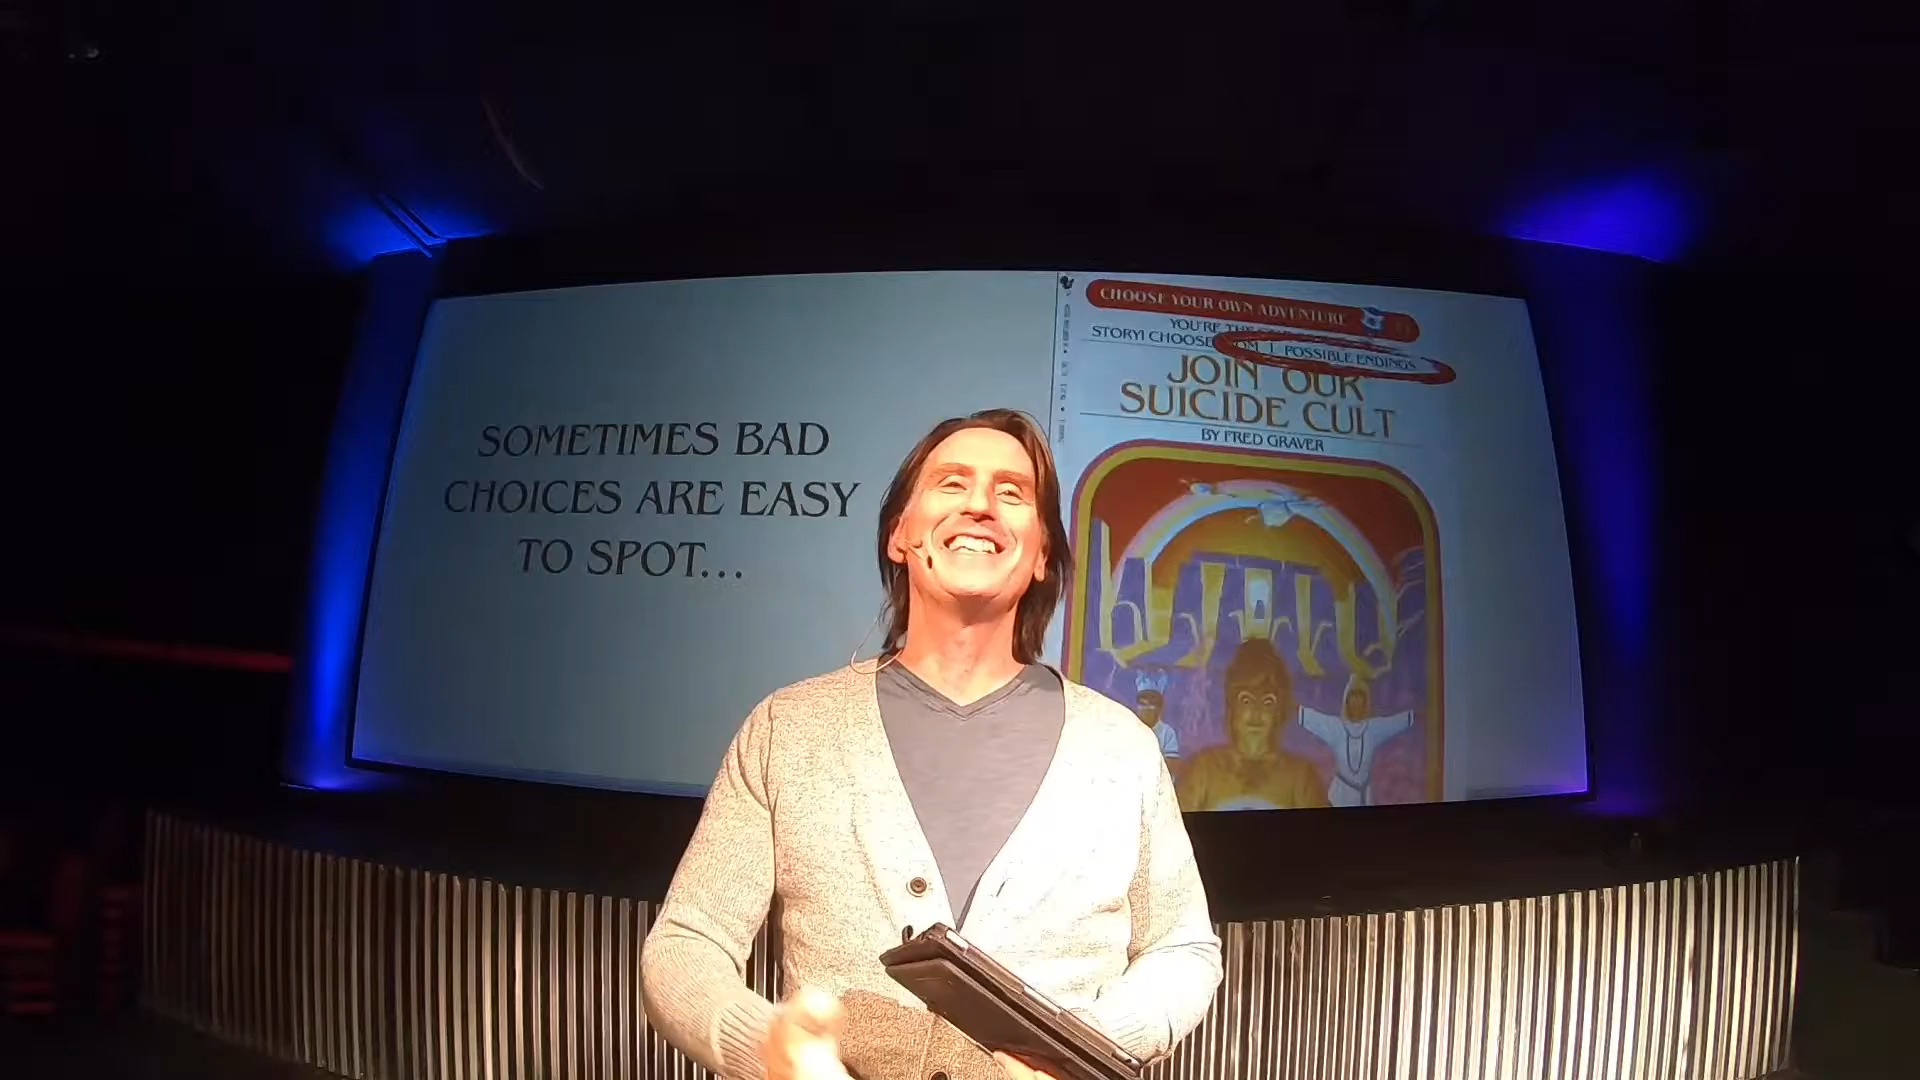 SOMETIMES BAD
CHOICES ARE EASY
TO SPOT...
CHOOSE YOUR OWN ADVENTURE
YOU'RE THE
STORY! CHOOSE FROM 1 POSSIBLE ENDINGS
JOIN OUR
SUICIDE CULT
BY FRED GRAVER